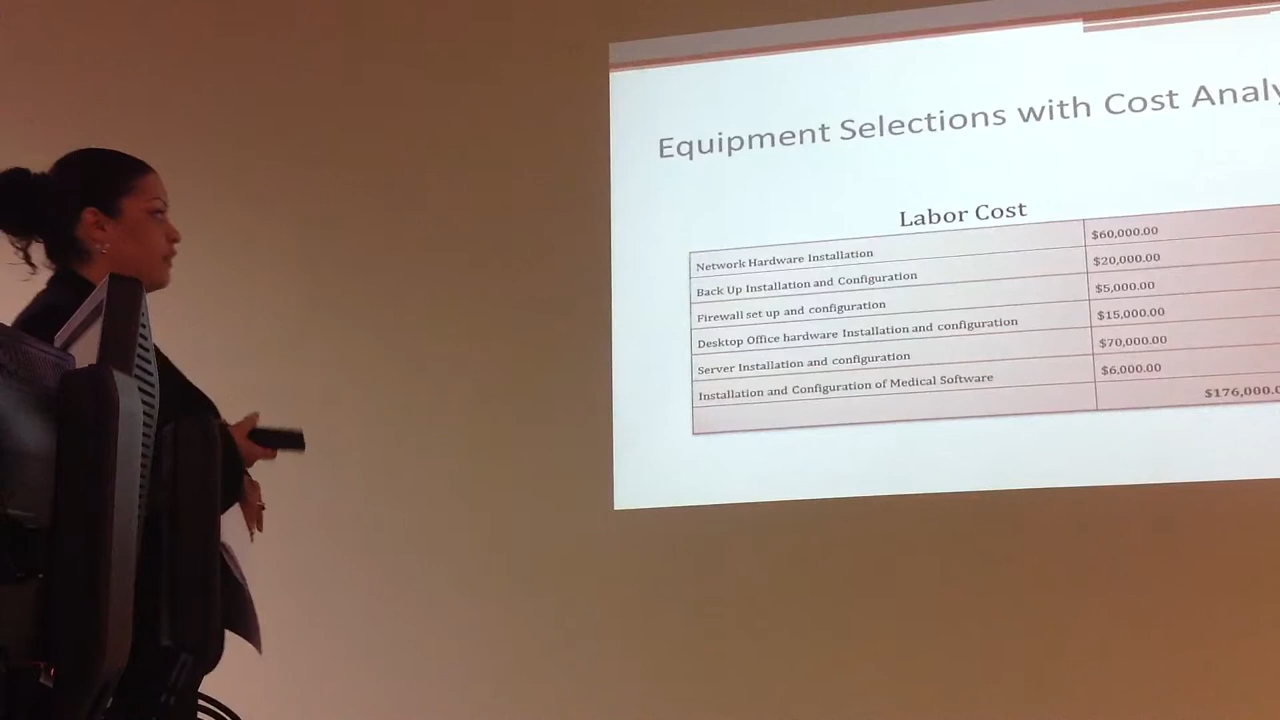 Equipment Selections with Cost Analy
Labor Cost
Network Hardware Installation $60,000.00
Back Up Installation and Configuration $20,000.00
Firewall set up and configuration $5,000.00
Desktop Office hardware Installation and configuration $15,000.00
Server Installation and configuration $70,000.00
Installation and Configuration of Medical Software $6,000.00
$176,000.0